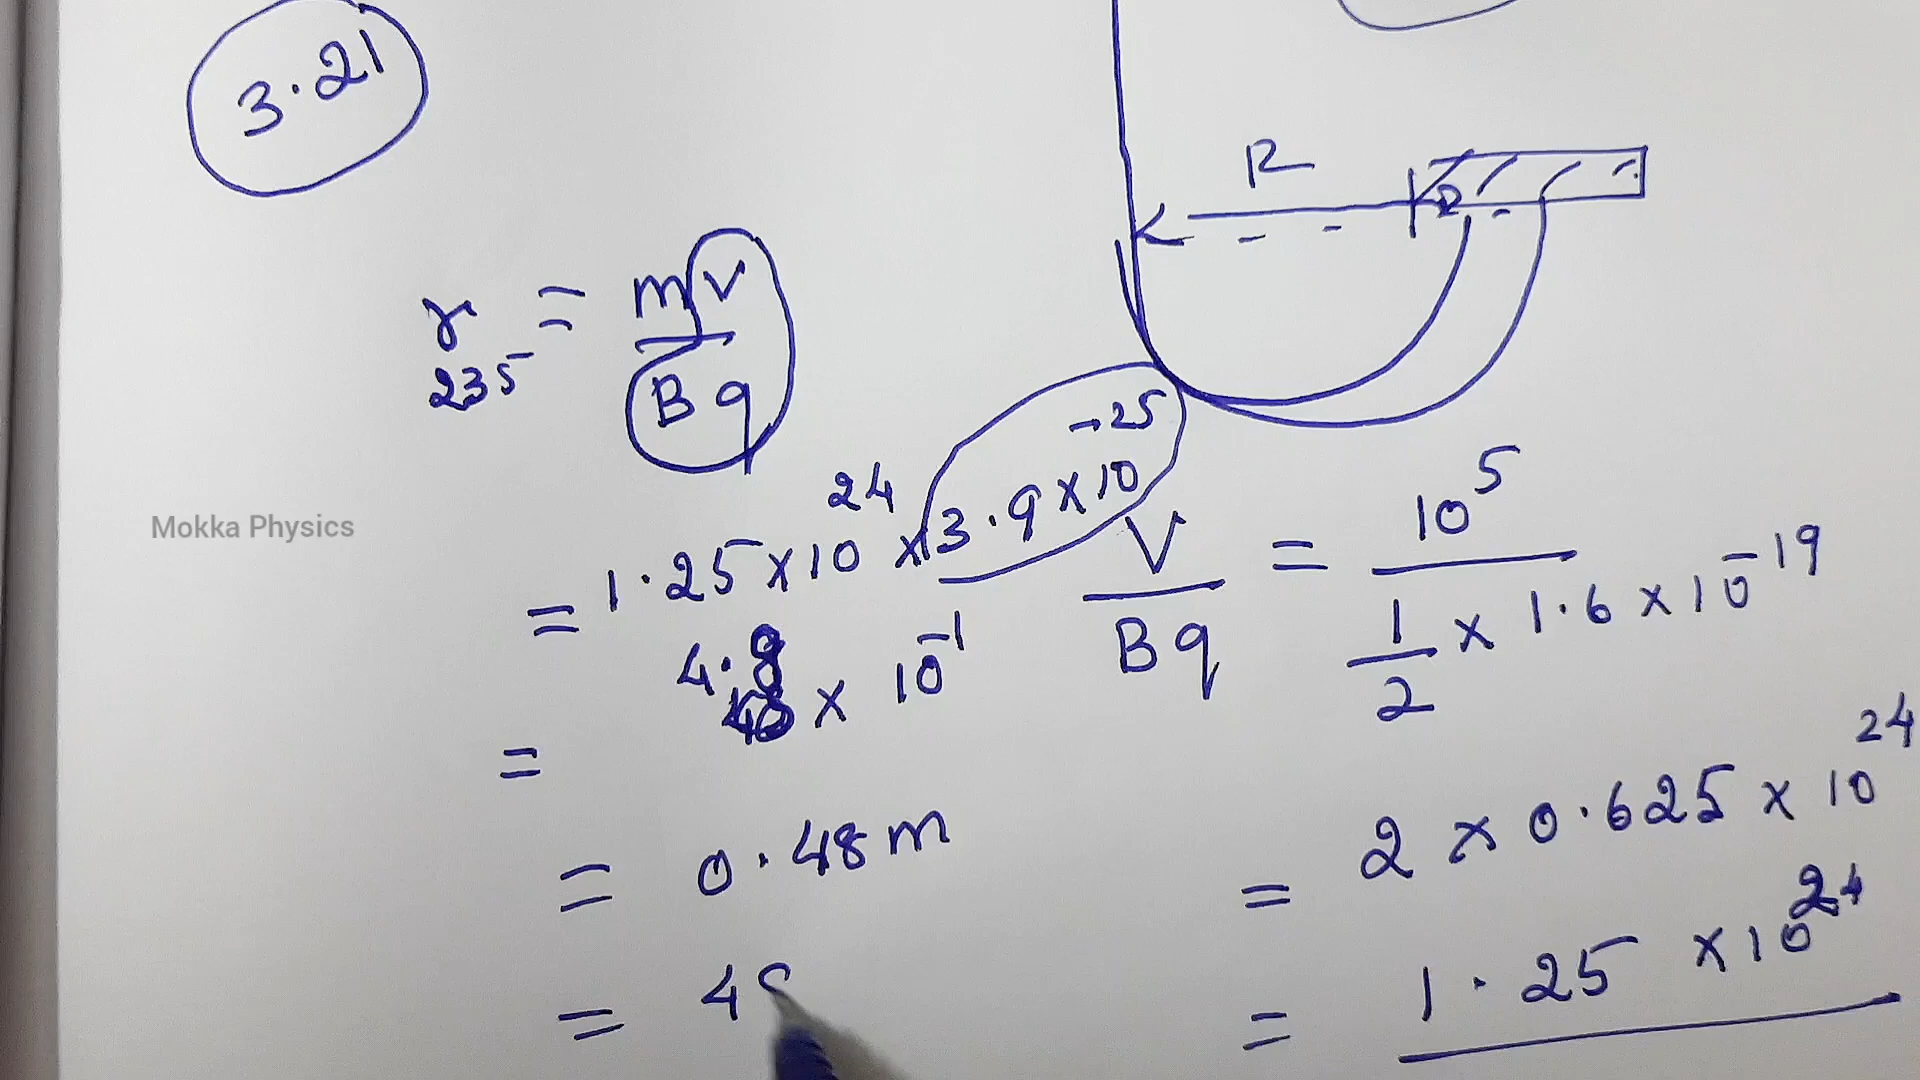 3.21
R
r235 = mv / Bq
= 1.25 × 10^24 × 3.9 × 10^-25
V / Bq = 10^5 / (1/2 × 1.6 × 10^-19)
= 4.8 × 10^-1
= 0.48 m
= 48
= 2 × 0.625 × 10^24
= 1.25 × 10^24
Mokka Physics